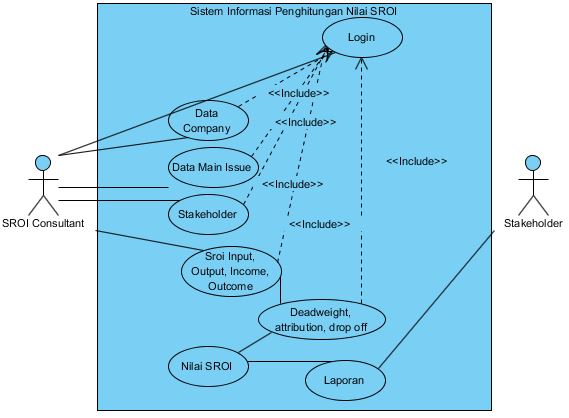 Sistem Informasi Penghitungan Nilai SROI
Login
<<Include>>
Data
Company
<<Include>>
<<Include>>
Data Main Issue
<<Include>>
Stakeholder
SROI Consultant
Stakeholder
<<Include>>
Sroi Input,
Output, Income,
Outcome
Deadweight,
attribution, drop off
Nilai SROI
Laporan